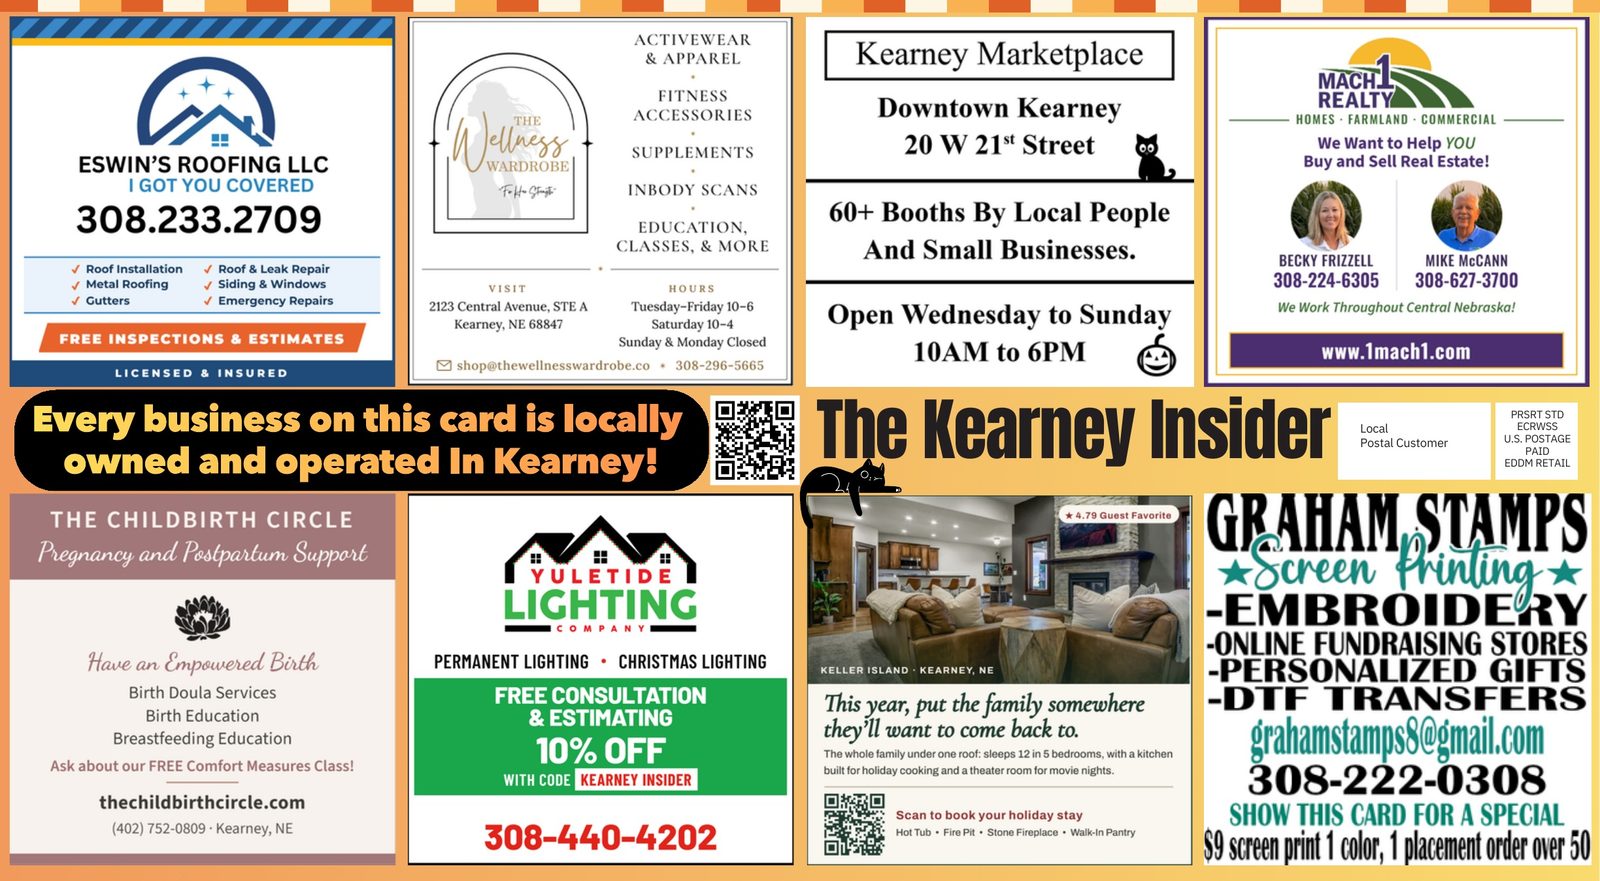 ESWIN'S ROOFING LLC
I GOT YOU COVERED
308.233.2709
✓ Roof Installation
✓ Metal Roofing
✓ Gutters
✓ Roof & Leak Repair
✓ Siding & Windows
✓ Emergency Repairs
FREE INSPECTIONS & ESTIMATES
LICENSED & INSURED
THE
Wellness
WARDROBE
"For Her Strength"
ACTIVEWEAR
& APPAREL
FITNESS
ACCESSORIES
SUPPLEMENTS
INBODY SCANS
EDUCATION,
CLASSES, & MORE
VISIT
2123 Central Avenue, STE A
Kearney, NE 68847
HOURS
Tuesday–Friday 10–6
Saturday 10–4
Sunday & Monday Closed
shop@thewellnesswardrobe.co • 308-296-5665
Kearney Marketplace
Downtown Kearney
20 W 21st Street
60+ Booths By Local People
And Small Businesses.
Open Wednesday to Sunday
10AM to 6PM
MACH1
REALTY
HOMES · FARMLAND · COMMERCIAL
We Want to Help YOU
Buy and Sell Real Estate!
BECKY FRIZZELL
308-224-6305
MIKE McCANN
308-627-3700
We Work Throughout Central Nebraska!
www.1mach1.com
Every business on this card is locally
owned and operated In Kearney!
The Kearney Insider
Local
Postal Customer
PRSRT STD
ECRWSS
U.S. POSTAGE
PAID
EDDM RETAIL
THE CHILDBIRTH CIRCLE
Pregnancy and Postpartum Support
Have an Empowered Birth
Birth Doula Services
Birth Education
Breastfeeding Education
Ask about our FREE Comfort Measures Class!
thechildbirthcircle.com
(402) 752-0809 · Kearney, NE
YULETIDE
LIGHTING
COMPANY
PERMANENT LIGHTING • CHRISTMAS LIGHTING
FREE CONSULTATION
& ESTIMATING
10% OFF
WITH CODE KEARNEY INSIDER
308-440-4202
★ 4.79 Guest Favorite
KELLER ISLAND · KEARNEY, NE
This year, put the family somewhere
they'll want to come back to.
The whole family under one roof: sleeps 12 in 5 bedrooms, with a kitchen
built for holiday cooking and a theater room for movie nights.
Scan to book your holiday stay
Hot Tub • Fire Pit • Stone Fireplace • Walk-In Pantry
GRAHAM STAMPS
★Screen Printing★
-EMBROIDERY
-ONLINE FUNDRAISING STORES
-PERSONALIZED GIFTS
-DTF TRANSFERS
grahamstamps8@gmail.com
308-222-0308
SHOW THIS CARD FOR A SPECIAL
$9 screen print 1 color, 1 placement order over 50